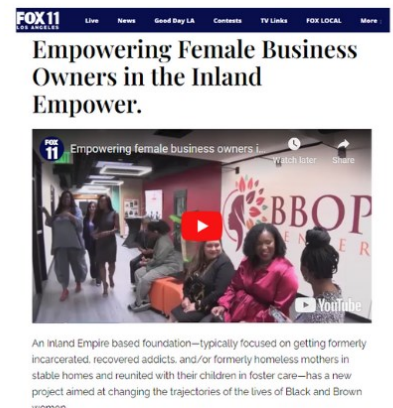 FOX 11
LOS ANGELES
Live News Good Day LA Contests TV Links FOX LOCAL More
Empowering Female Business
Owners in the Inland
Empower.
FOX
11
Empowering female business owners i...
Watch later Share
BBOP
YouTube
An Inland Empire based foundation—typically focused on getting formerly
incarcerated, recovered addicts, and/or formerly homeless mothers in
stable homes and reunited with their children in foster care—has a new
project aimed at changing the trajectories of the lives of Black and Brown
women